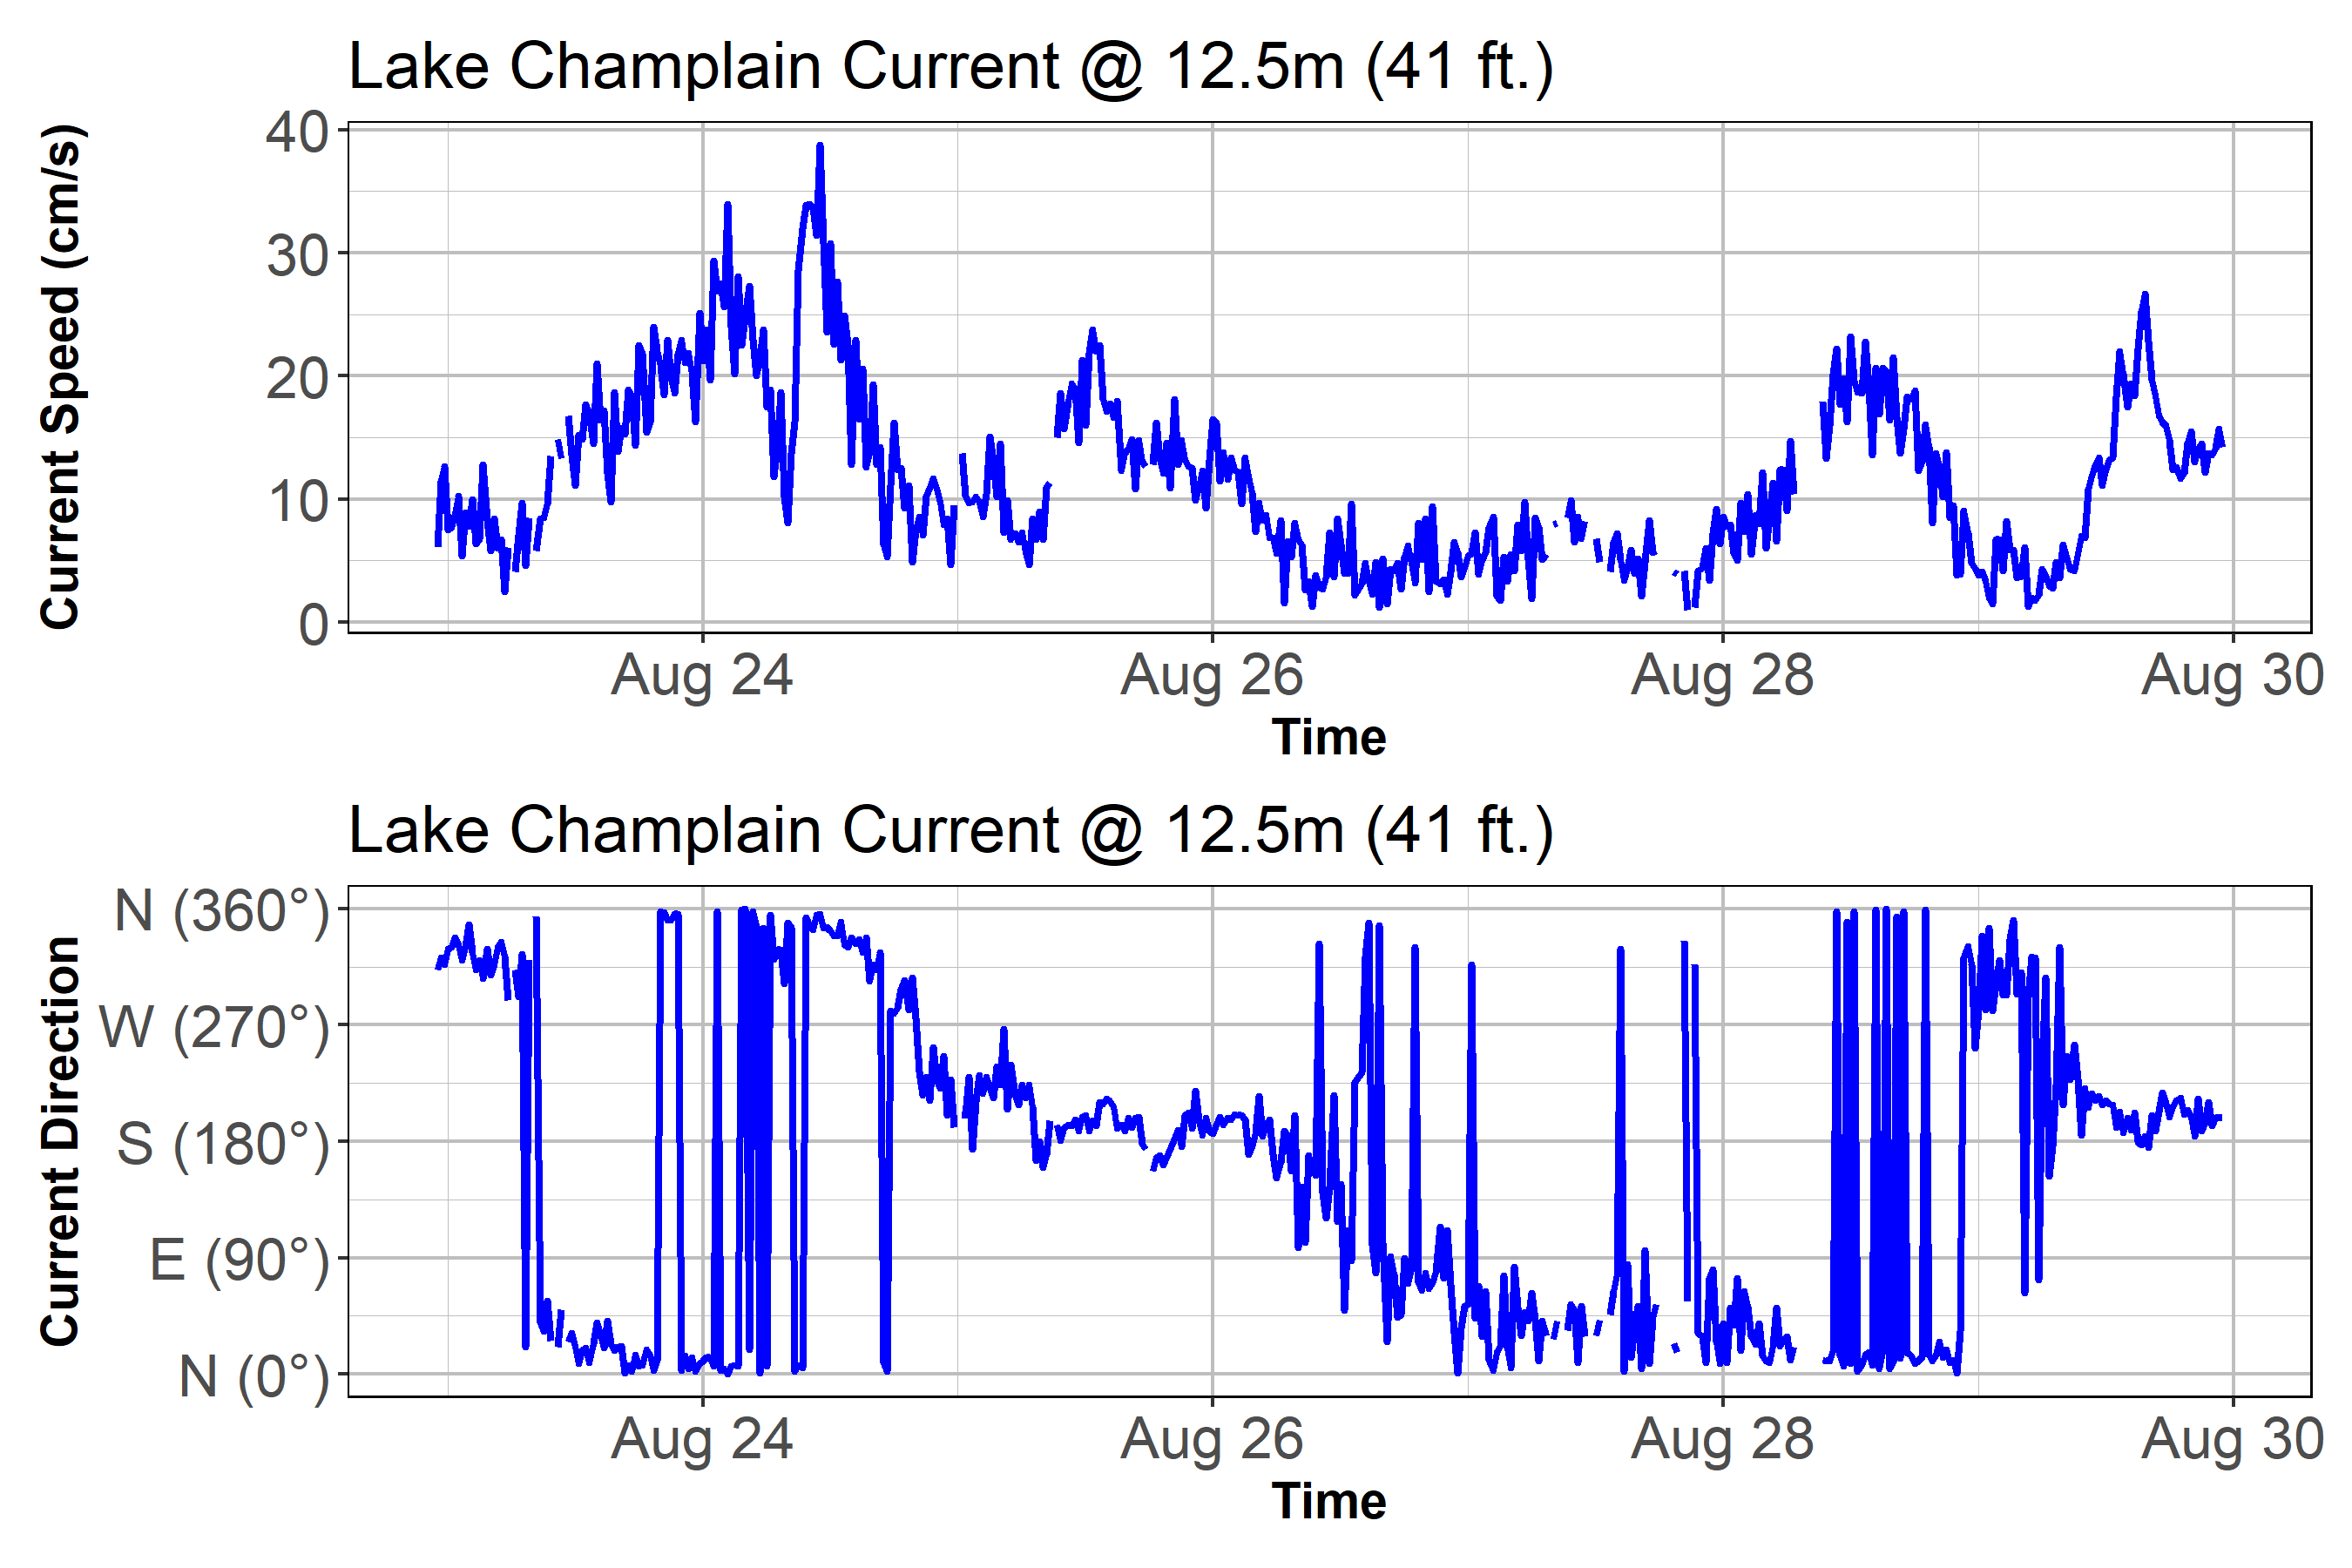 Lake Champlain Current @ 12.5m (41 ft.)
Current Speed (cm/s)
40
30
20
10
0
Aug 24 Aug 26 Aug 28 Aug 30
Time
Lake Champlain Current @ 12.5m (41 ft.)
Current Direction
N (360°)
W (270°)
S (180°)
E (90°)
N (0°)
Aug 24 Aug 26 Aug 28 Aug 30
Time